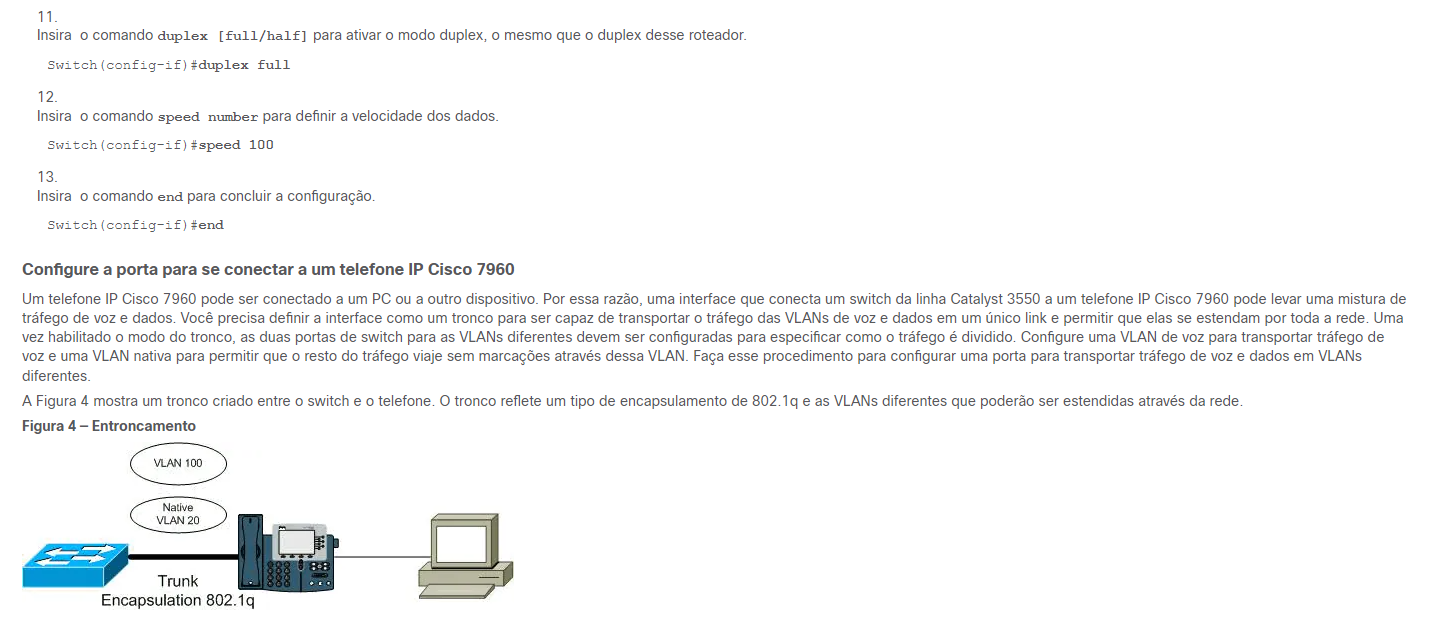 11.
Insira o comando duplex [full/half] para ativar o modo duplex, o mesmo que o duplex desse roteador.
Switch(config-if)#duplex full
12.
Insira o comando speed number para definir a velocidade dos dados.
Switch(config-if)#speed 100
13.
Insira o comando end para concluir a configuração.
Switch(config-if)#end
Configure a porta para se conectar a um telefone IP Cisco 7960
Um telefone IP Cisco 7960 pode ser conectado a um PC ou a outro dispositivo. Por essa razão, uma interface que conecta um switch da linha Catalyst 3550 a um telefone IP Cisco 7960 pode levar uma mistura de
tráfego de voz e dados. Você precisa definir a interface como um tronco para ser capaz de transportar o tráfego das VLANs de voz e dados em um único link e permitir que elas se estendam por toda a rede. Uma
vez habilitado o modo do tronco, as duas portas de switch para as VLANs diferentes devem ser configuradas para especificar como o tráfego é dividido. Configure uma VLAN de voz para transportar tráfego de
voz e uma VLAN nativa para permitir que o resto do tráfego viaje sem marcações através dessa VLAN. Faça esse procedimento para configurar uma porta para transportar tráfego de voz e dados em VLANs
diferentes.
A Figura 4 mostra um tronco criado entre o switch e o telefone. O tronco reflete um tipo de encapsulamento de 802.1q e as VLANs diferentes que poderão ser estendidas através da rede.
Figura 4 – Entroncamento
VLAN 100
Native
VLAN 20
Trunk
Encapsulation 802.1q